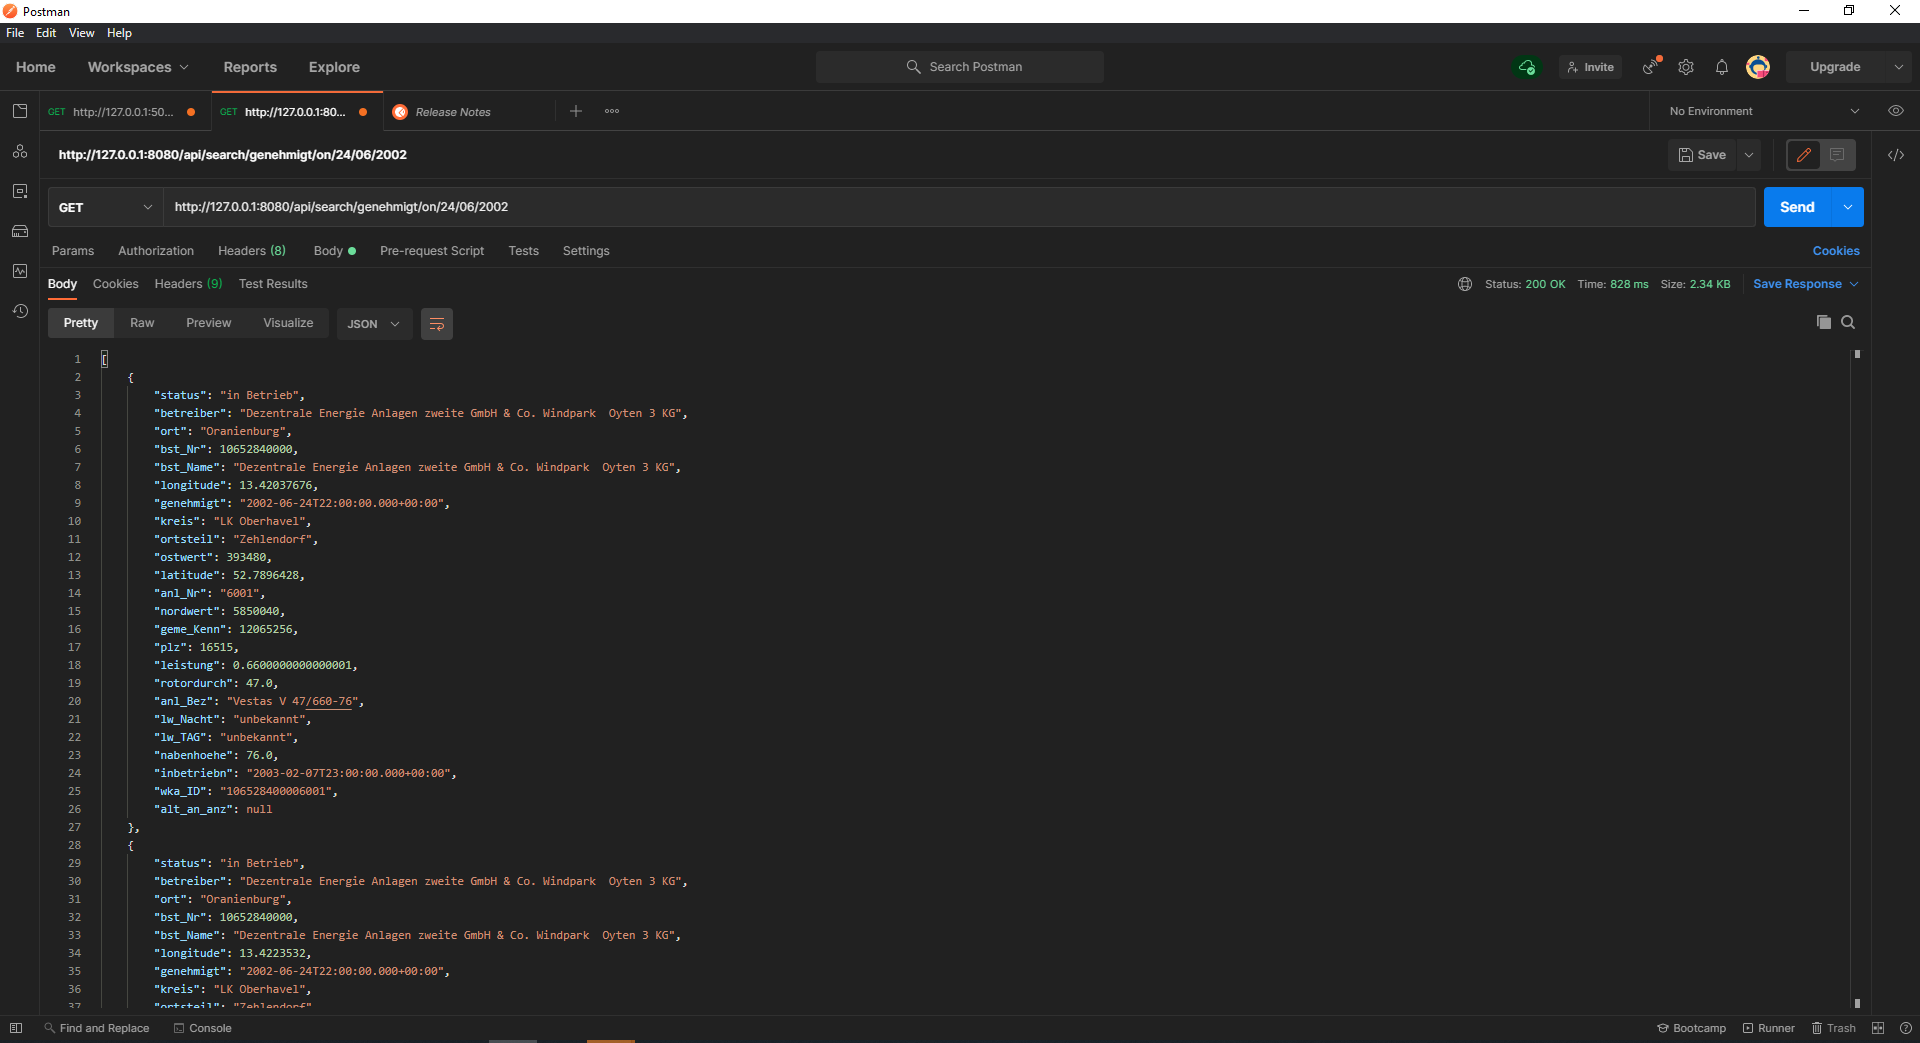 Postman
File Edit View Help
Home Workspaces Reports Explore Search Postman Invite Upgrade
GET http://127.0.0.1:50... GET http://127.0.0.1:80... Release Notes No Environment
http://127.0.0.1:8080/api/search/genehmigt/on/24/06/2002 Save
GET http://127.0.0.1:8080/api/search/genehmigt/on/24/06/2002 Send
Params Authorization Headers (8) Body Pre-request Script Tests Settings Cookies
Body Cookies Headers (9) Test Results Status: 200 OK Time: 828 ms Size: 2.34 KB Save Response
Pretty Raw Preview Visualize JSON
1 [
2 {
3 "status": "in Betrieb",
4 "betreiber": "Dezentrale Energie Anlagen zweite GmbH & Co. Windpark  Oyten 3 KG",
5 "ort": "Oranienburg",
6 "bst_Nr": 10652840000,
7 "bst_Name": "Dezentrale Energie Anlagen zweite GmbH & Co. Windpark  Oyten 3 KG",
8 "longitude": 13.42037676,
9 "genehmigt": "2002-06-24T22:00:00.000+00:00",
10 "kreis": "LK Oberhavel",
11 "ortsteil": "Zehlendorf",
12 "ostwert": 393480,
13 "latitude": 52.7896428,
14 "anl_Nr": "6001",
15 "nordwert": 5850040,
16 "geme_Kenn": 12065256,
17 "plz": 16515,
18 "leistung": 0.6600000000000001,
19 "rotordurch": 47.0,
20 "anl_Bez": "Vestas V 47/660-76",
21 "lw_Nacht": "unbekannt",
22 "lw_TAG": "unbekannt",
23 "nabenhoehe": 76.0,
24 "inbetriebn": "2003-02-07T23:00:00.000+00:00",
25 "wka_ID": "106528400006001",
26 "alt_an_anz": null
27 },
28 {
29 "status": "in Betrieb",
30 "betreiber": "Dezentrale Energie Anlagen zweite GmbH & Co. Windpark  Oyten 3 KG",
31 "ort": "Oranienburg",
32 "bst_Nr": 10652840000,
33 "bst_Name": "Dezentrale Energie Anlagen zweite GmbH & Co. Windpark  Oyten 3 KG",
34 "longitude": 13.4223532,
35 "genehmigt": "2002-06-24T22:00:00.000+00:00",
36 "kreis": "LK Oberhavel",
37 "ortsteil": "Zehlendorf"
Find and Replace Console Bootcamp Runner Trash